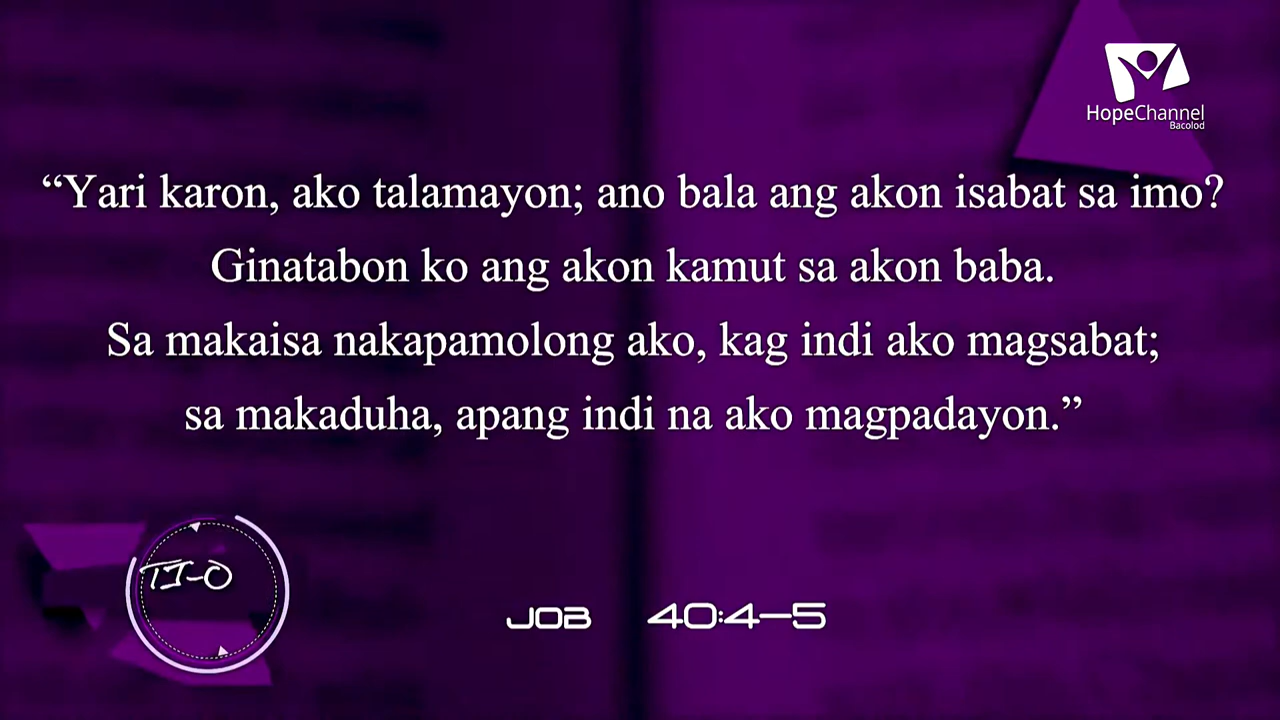 HopeChannel
Bacolod
“Yari karon, ako talamayon; ano bala ang akon isabat sa imo?
Ginatabon ko ang akon kamut sa akon baba.
Sa makaisa nakapamolong ako, kag indi ako magsabat;
sa makaduha, apang indi na ako magpadayon.”
JOB 40:4–5